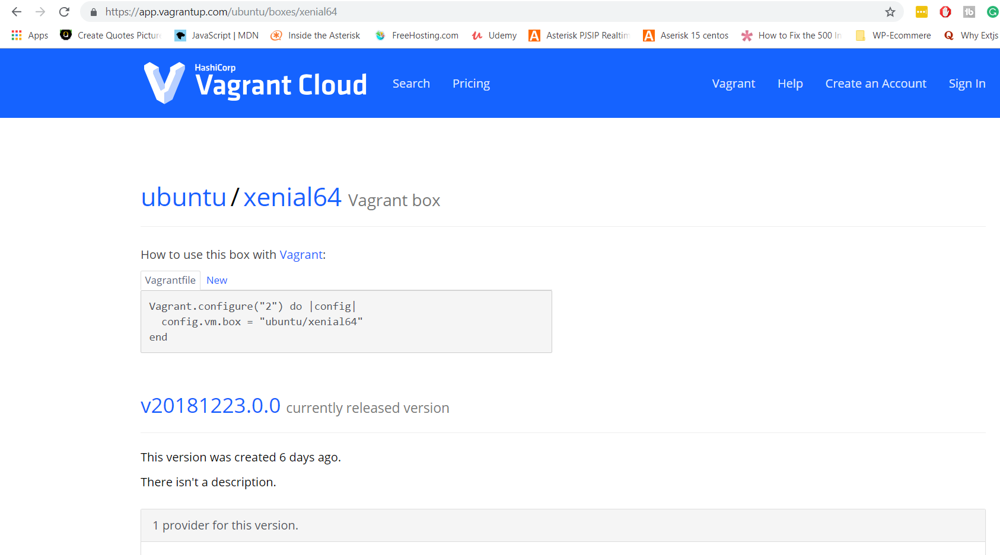 https://app.vagrantup.com/ubuntu/boxes/xenial64
Apps Create Quotes Pictur JavaScript | MDN Inside the Asterisk FreeHosting.com Udemy Asterisk PJSIP Realtim Aserisk 15 centos How to Fix the 500 In WP-Ecommere Why Extjs
HashiCorp
Vagrant Cloud Search Pricing Vagrant Help Create an Account Sign In
ubuntu/xenial64 Vagrant box
How to use this box with Vagrant:
Vagrantfile New
Vagrant.configure("2") do |config|
config.vm.box = "ubuntu/xenial64"
end
v20181223.0.0 currently released version
This version was created 6 days ago.
There isn't a description.
1 provider for this version.